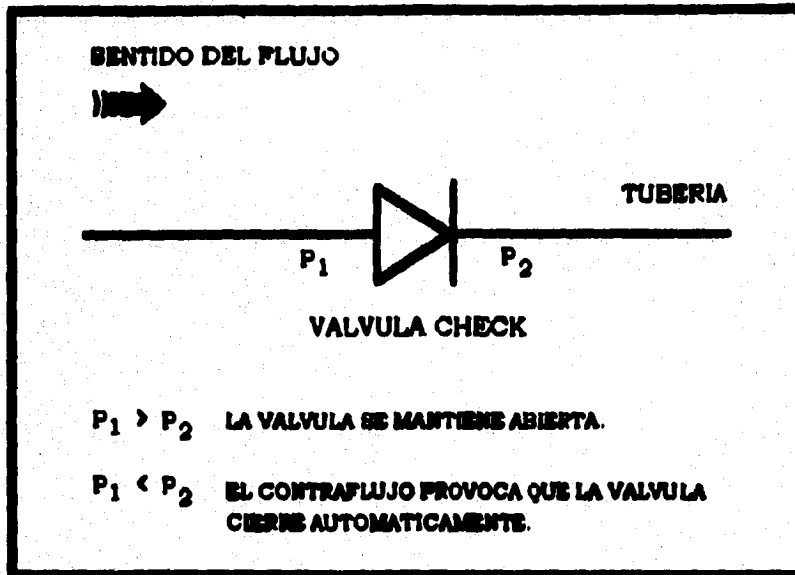 SENTIDO DEL FLUJO
TUBERIA
P₁ P₂
VALVULA CHECK
P₁ > P₂ LA VALVULA SE MANTIENE ABIERTA.
P₁ < P₂ EL CONTRAFLUJO PROVOCA QUE LA VALVULA
CIERRE AUTOMATICAMENTE.